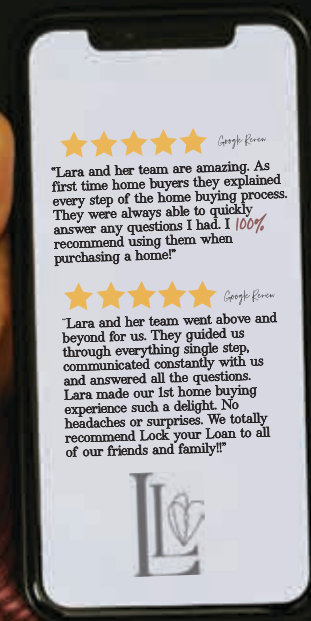 Google Review
"Lara and her team are amazing. As
first time home buyers they explained
every step of the home buying process.
They were always able to quickly
answer any questions I had. I 100%
recommend using them when
purchasing a home!"
Google Review
"Lara and her team went above and
beyond for us. They guided us
through everything single step,
communicated constantly with us
and answered all the questions.
Lara made our 1st home buying
experience such a delight. No
headaches or surprises. We totally
recommend Lock your Loan to all
of our friends and family!!"
LL